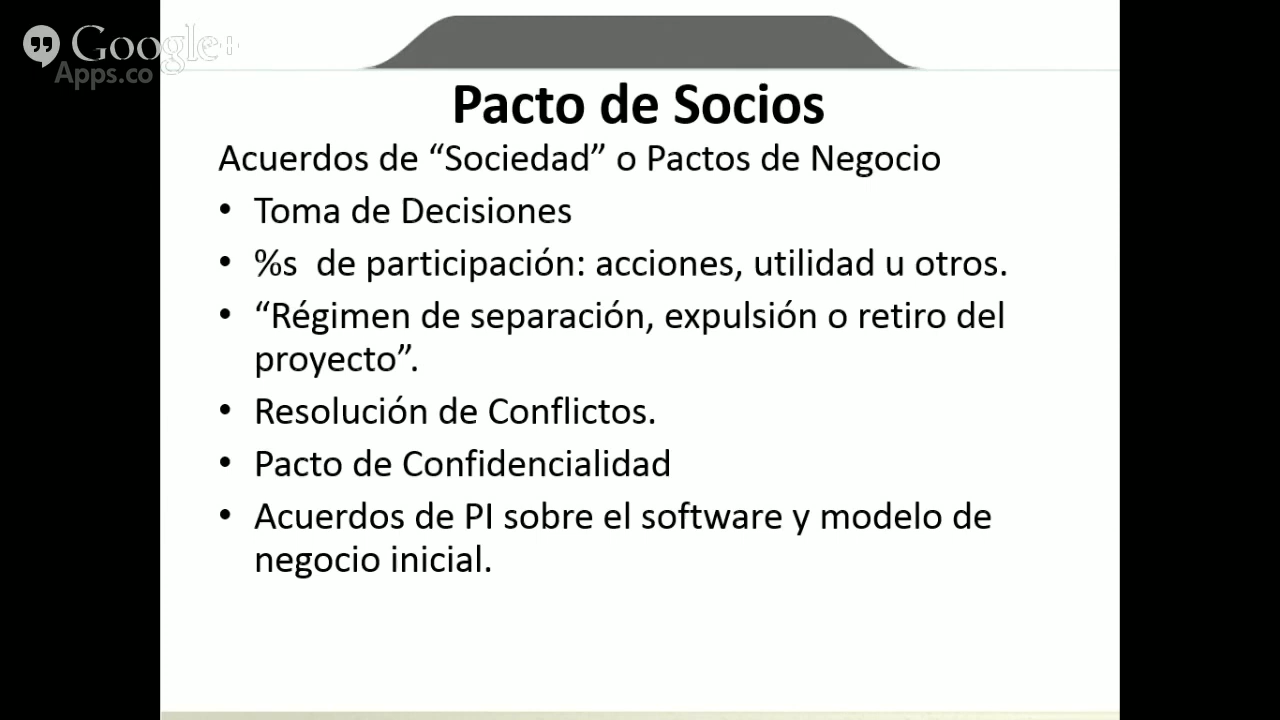 Google+
Apps.co
Pacto de Socios
Acuerdos de “Sociedad” o Pactos de Negocio
• Toma de Decisiones
• %s de participación: acciones, utilidad u otros.
• “Régimen de separación, expulsión o retiro del
proyecto”.
• Resolución de Conflictos.
• Pacto de Confidencialidad
• Acuerdos de PI sobre el software y modelo de
negocio inicial.